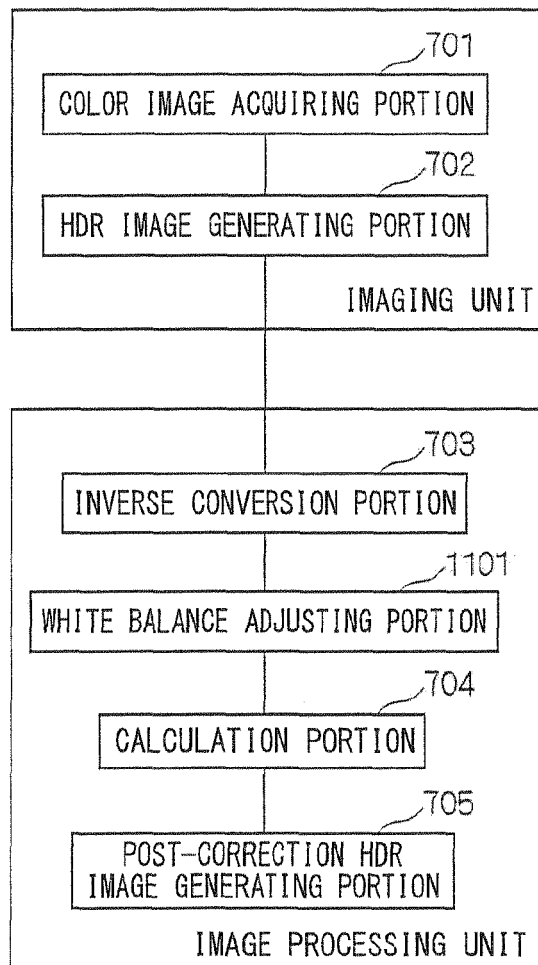 701
COLOR IMAGE ACQUIRING PORTION
702
HDR IMAGE GENERATING PORTION
IMAGING UNIT
703
INVERSE CONVERSION PORTION
1101
WHITE BALANCE ADJUSTING PORTION
704
CALCULATION PORTION
705
POST-CORRECTION HDR
IMAGE GENERATING PORTION
IMAGE PROCESSING UNIT